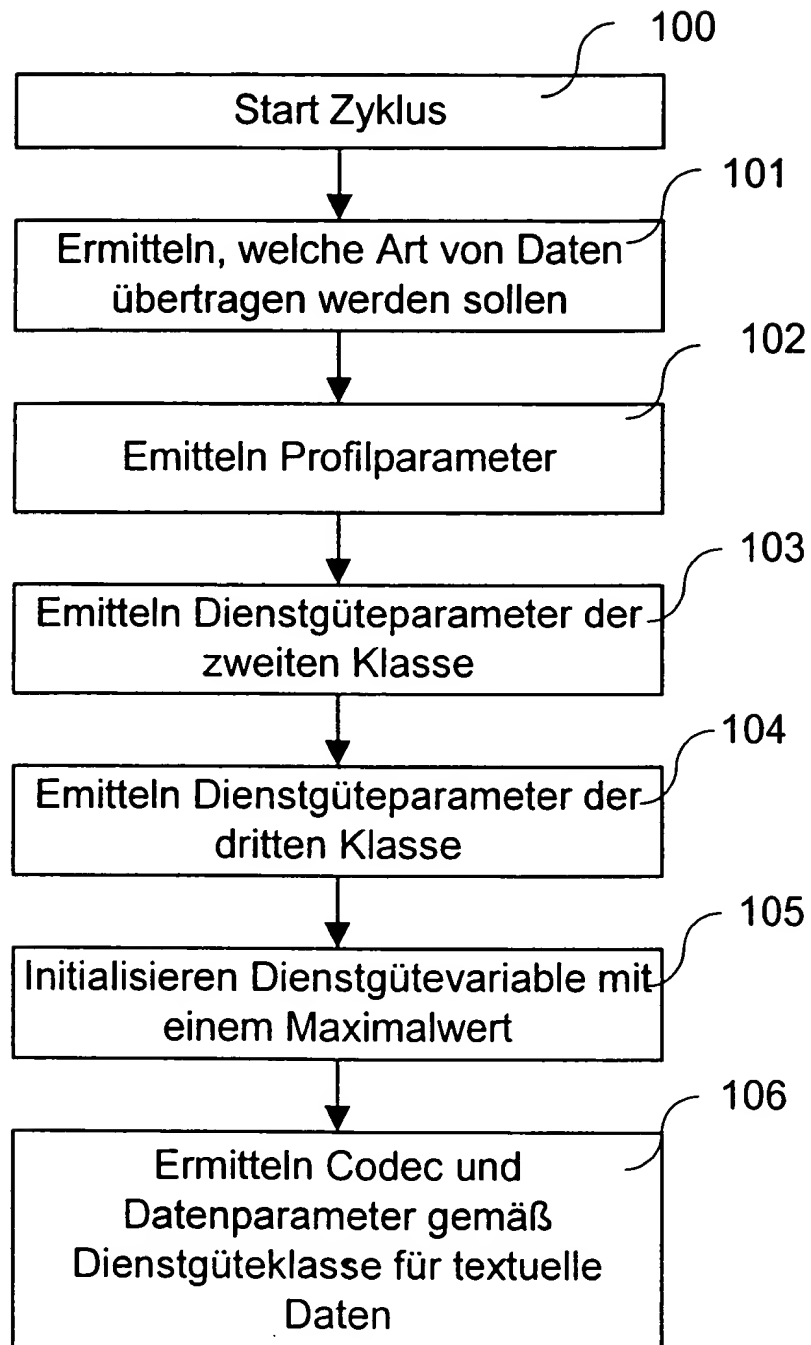 100
Start Zyklus
101
Ermitteln, welche Art von Daten
übertragen werden sollen
102
Emitteln Profilparameter
103
Emitteln Dienstgüteparameter der
zweiten Klasse
104
Emitteln Dienstgüteparameter der
dritten Klasse
105
Initialisieren Dienstgütevariable mit
einem Maximalwert
106
Ermitteln Codec und
Datenparameter gemäß
Dienstgüteklasse für textuelle
Daten